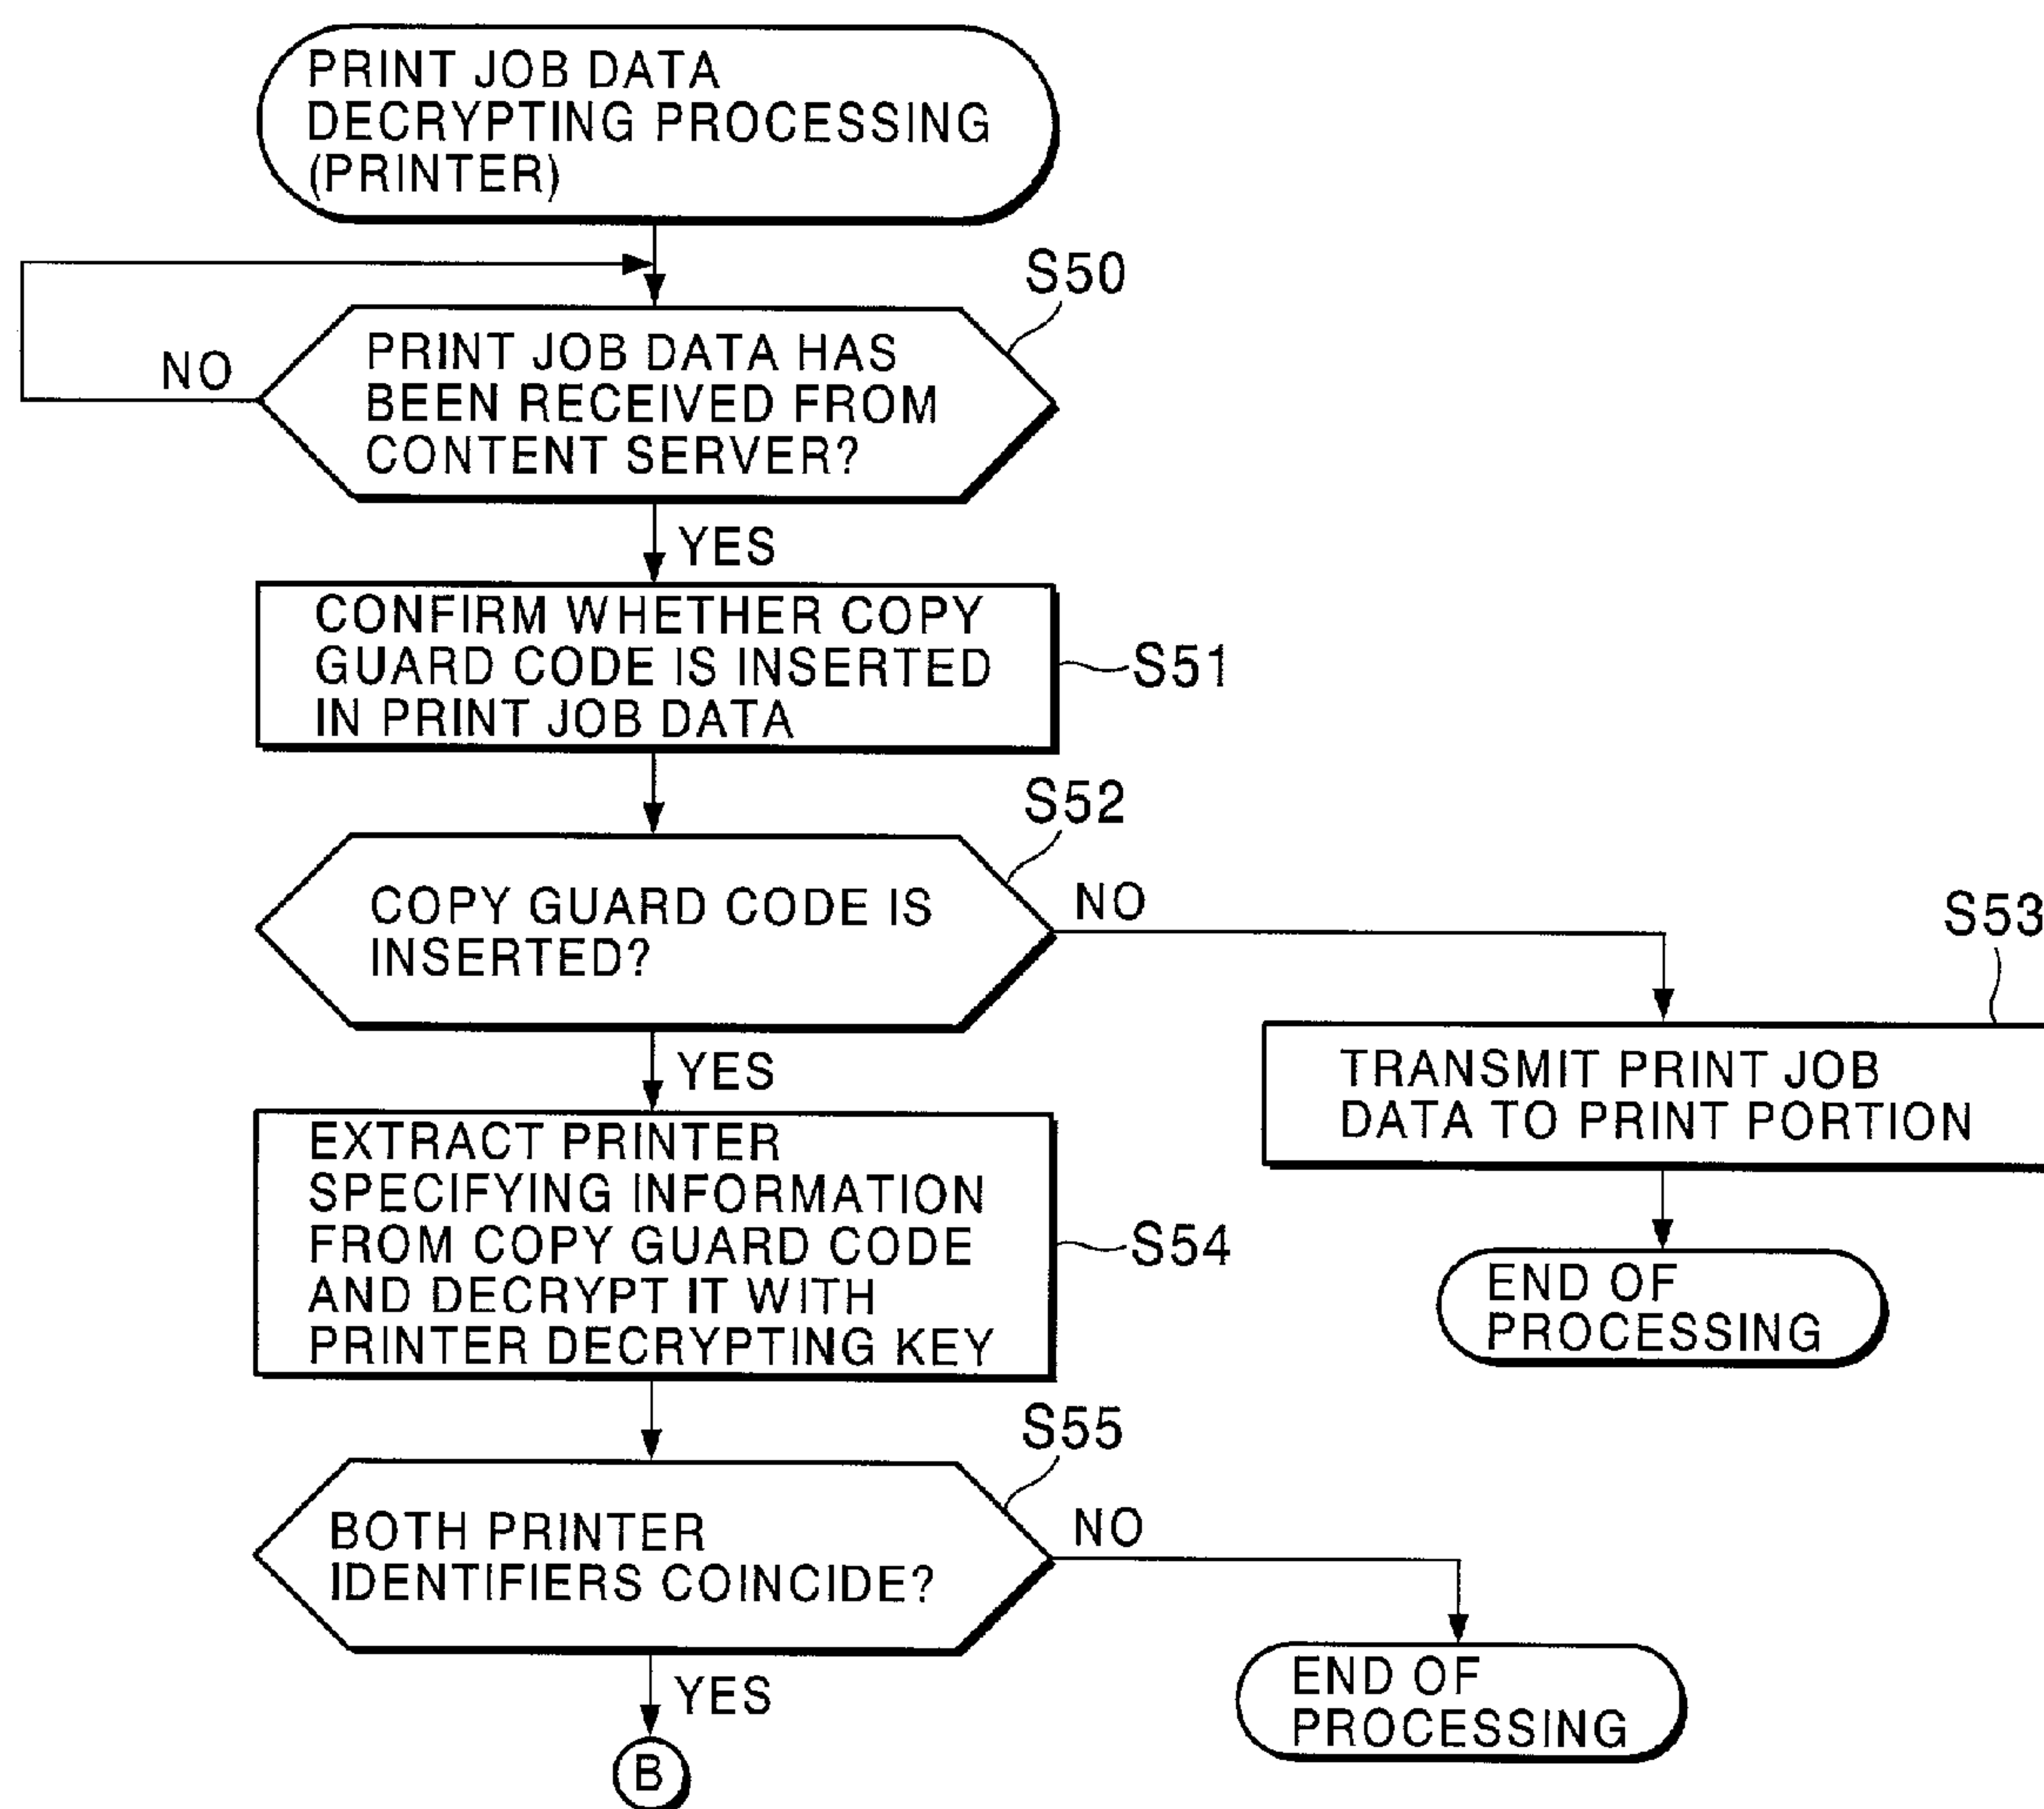 PRINT JOB DATA
DECRYPTING PROCESSING
(PRINTER)
S50
NO
PRINT JOB DATA HAS
BEEN RECEIVED FROM
CONTENT SERVER?
YES
CONFIRM WHETHER COPY
GUARD CODE IS INSERTED
IN PRINT JOB DATA
S51
S52
COPY GUARD CODE IS
INSERTED?
NO
S53
YES
TRANSMIT PRINT JOB
DATA TO PRINT PORTION
EXTRACT PRINTER
SPECIFYING INFORMATION
FROM COPY GUARD CODE
AND DECRYPT IT WITH
PRINTER DECRYPTING KEY
S54
END OF
PROCESSING
S55
BOTH PRINTER
IDENTIFIERS COINCIDE?
NO
YES
END OF
PROCESSING
B